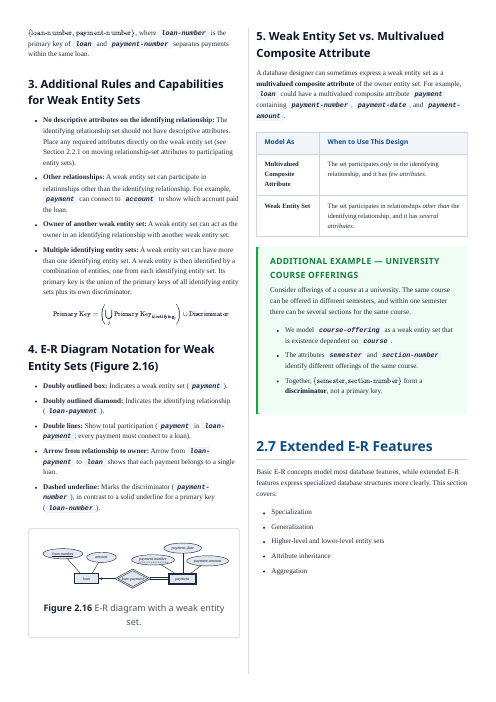 {loan-number, payment-number}, where loan-number is the
primary key of loan and payment-number separates payments
within the same loan.
3. Additional Rules and Capabilities
for Weak Entity Sets
• No descriptive attributes on the identifying relationship: The
identifying relationship set should not have descriptive attributes.
Place any required attributes directly on the weak entity set (see
Section 2.2.1 on moving relationship-set attributes to participating
entity sets).
• Other relationships: A weak entity set can participate in
relationships other than the identifying relationship. For example,
payment can connect to account to show which account paid
the loan.
• Owner of another weak entity set: A weak entity set can act as the
owner in an identifying relationship with another weak entity set.
• Multiple identifying entity sets: A weak entity set can have more
than one identifying entity set. A weak entity is then identified by a
combination of entities, one from each identifying entity set. Its
primary key is the union of the primary keys of all identifying entity
sets plus its own discriminator:
Primary Key = (⋃i Primary Key identifying i) ∪ Discriminator
4. E-R Diagram Notation for Weak
Entity Sets (Figure 2.16)
• Doubly outlined box: Indicates a weak entity set ( payment ).
• Doubly outlined diamond: Indicates the identifying relationship
( loan-payment ).
• Double lines: Show total participation ( payment in loan-
payment ; every payment must connect to a loan).
• Arrow from relationship to owner: Arrow from loan-
payment to loan shows that each payment belongs to a single
loan.
• Dashed underline: Marks the discriminator ( payment-
number ), in contrast to a solid underline for a primary key
( loan-number ).
payment-date
loan-number amount payment-number payment-amount
loan loan-payment payment
Figure 2.16 E-R diagram with a weak entity
set.
5. Weak Entity Set vs. Multivalued
Composite Attribute
A database designer can sometimes express a weak entity set as a
multivalued composite attribute of the owner entity set. For example,
loan could have a multivalued composite attribute payment
containing payment-number , payment-date , and payment-
amount .
Model As When to Use This Design
Multivalued The set participates only in the identifying
Composite relationship, and it has few attributes.
Attribute
Weak Entity Set The set participates in relationships other than the
identifying relationship, and it has several
attributes.
ADDITIONAL EXAMPLE — UNIVERSITY
COURSE OFFERINGS
Consider offerings of a course at a university. The same course
can be offered in different semesters, and within one semester
there can be several sections for the same course.
• We model course-offering as a weak entity set that
is existence dependent on course .
• The attributes semester and section-number
identify different offerings of the same course.
• Together, {semester, section-number} form a
discriminator, not a primary key.
2.7 Extended E-R Features
Basic E-R concepts model most database features, while extended E-R
features express specialized database structures more clearly. This section
covers:
• Specialization
• Generalization
• Higher-level and lower-level entity sets
• Attribute inheritance
• Aggregation